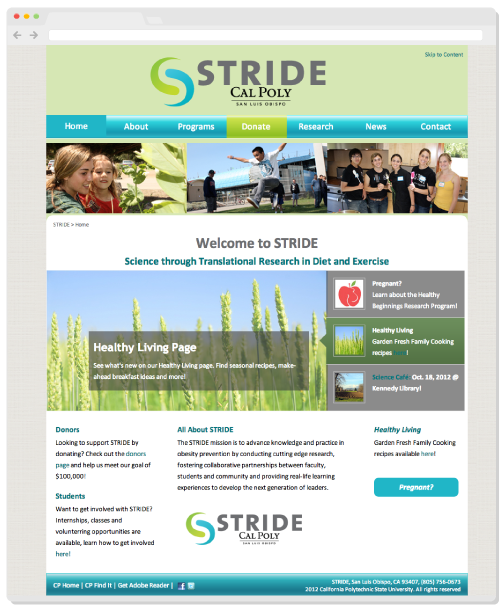 Skip to Content
STRIDE
CAL POLY
SAN LUIS OBISPO
Home About Programs Donate Research News Contact
STRIDE > Home
Welcome to STRIDE
Science through Translational Research in Diet and Exercise
Healthy Living Page
See what's new on our Healthy Living page. Find seasonal recipes, make-
ahead breakfast ideas and more!
Pregnant?
Learn about the Healthy
Beginnings Research Program!
Healthy Living
Garden Fresh Family Cooking
recipes here!
Science Café: Oct. 18, 2012 @
Kennedy Library!
Donors
Looking to support STRIDE by
donating? Check out the donors
page and help us meet our goal of
$100,000!
Students
Want to get involved with STRIDE?
Internships, classes and
volunterring opportunities are
available, learn how to get involved
here!
All About STRIDE
The STRIDE mission is to advance knowledge and practice in
obesity prevention by conducting cutting edge research,
fostering collaborative partnerships between faculty,
students and community and providing real-life learning
experiences to develop the next generation of leaders.
STRIDE
CAL POLY
SAN LUIS OBISPO
Healthy Living
Garden Fresh Family Cooking
recipes available here!
Pregnant?
CP Home | CP Find It | Get Adobe Reader |
STRIDE, San Luis Obispo, CA 93407, (805) 756-0673
2012 California Polytechnic State University. All rights reserved